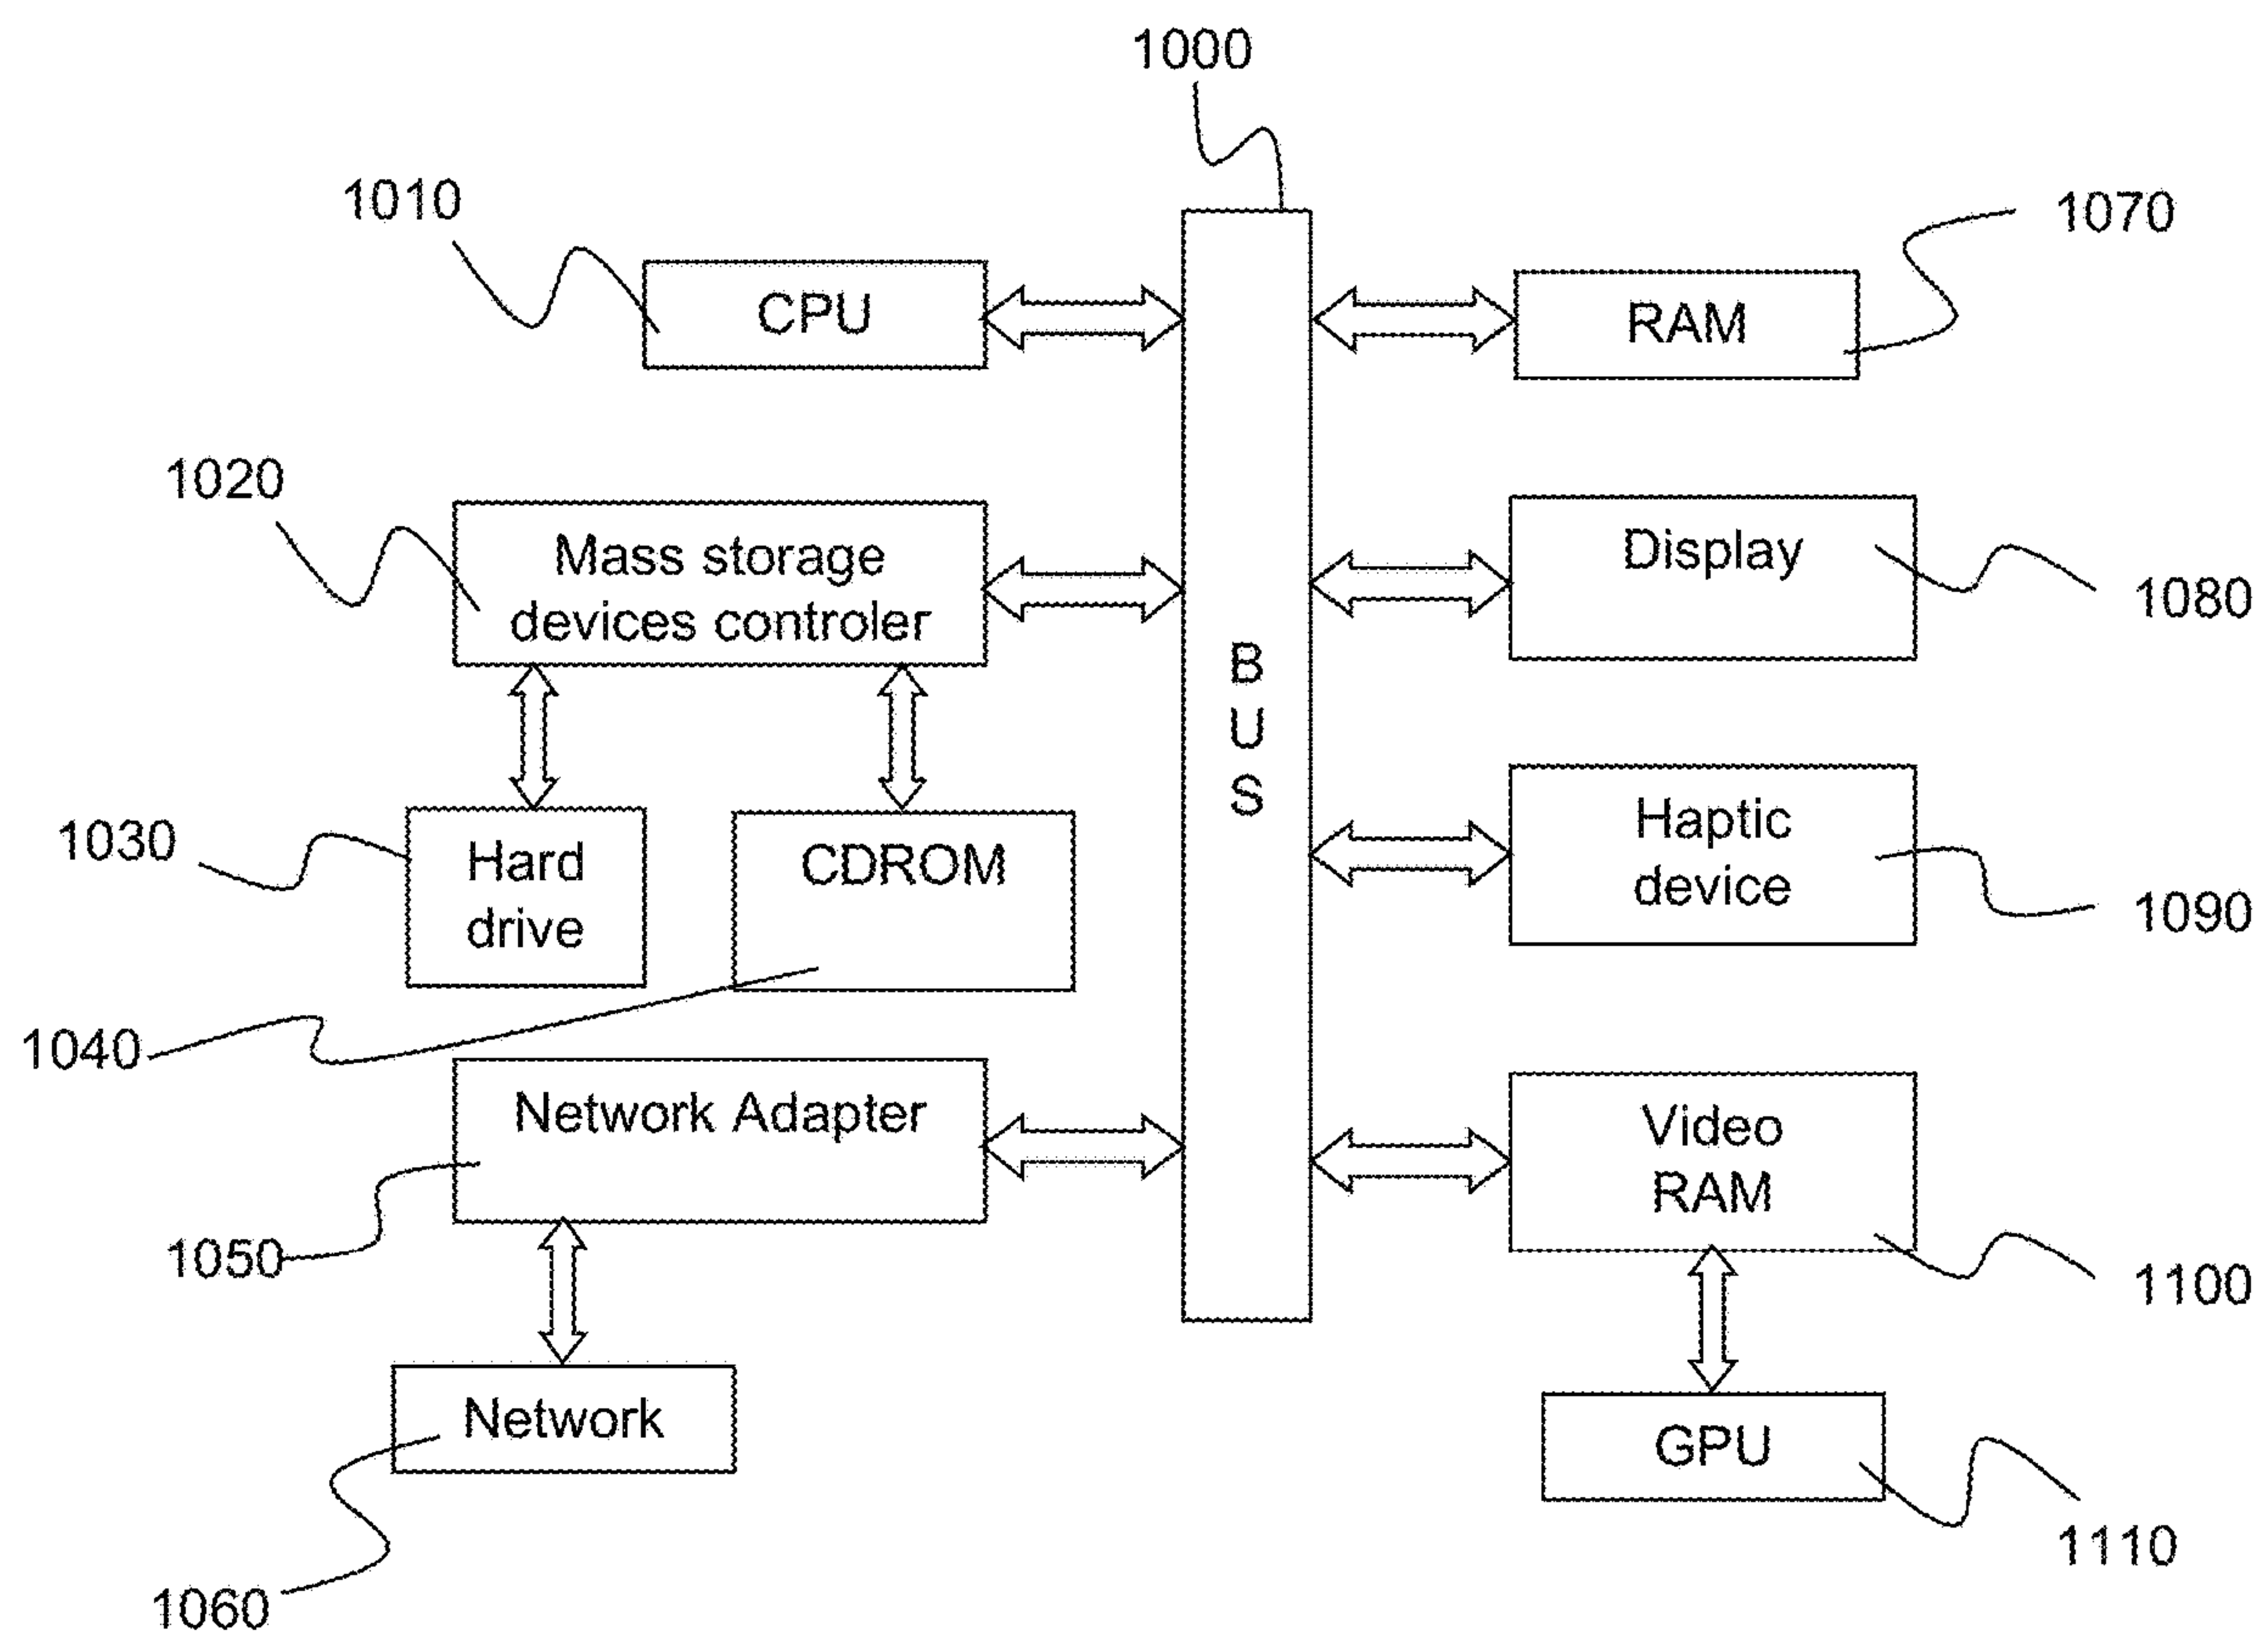 1000
1010
CPU
1070
RAM
1020
Mass storage
devices controler
Display
1080
B
U
S
1030
Hard
drive
CDROM
Haptic
device
1090
1040
Network Adapter
1050
Video
RAM
1100
Network
1060
GPU
1110